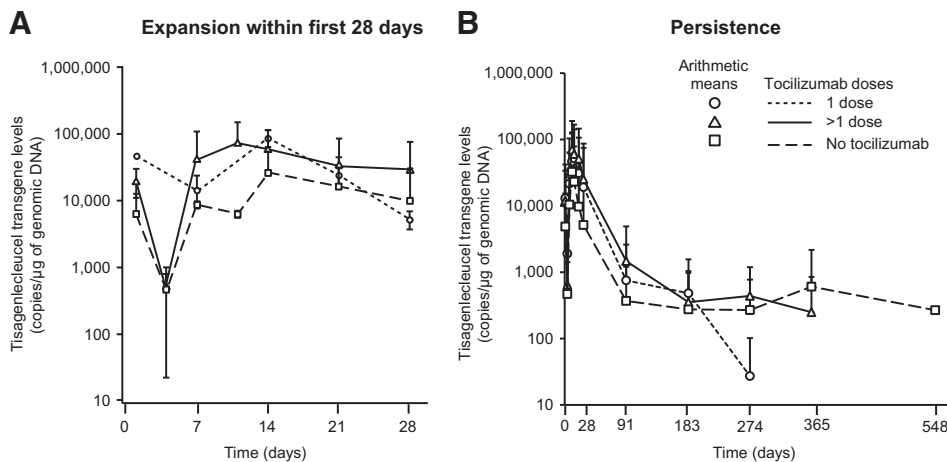 A Expansion within first 28 days
Tisagenlecleucel transgene levels
(copies/µg of genomic DNA)
1,000,000
100,000
10,000
1,000
100
10
0 7 14 21 28
Time (days)
B Persistence
Tisagenlecleucel transgene levels
(copies/µg of genomic DNA)
1,000,000
100,000
10,000
1,000
100
10
Arithmetic
means
Tocilizumab doses
1 dose
>1 dose
No tocilizumab
0 28 91 183 274 365 548
Time (days)